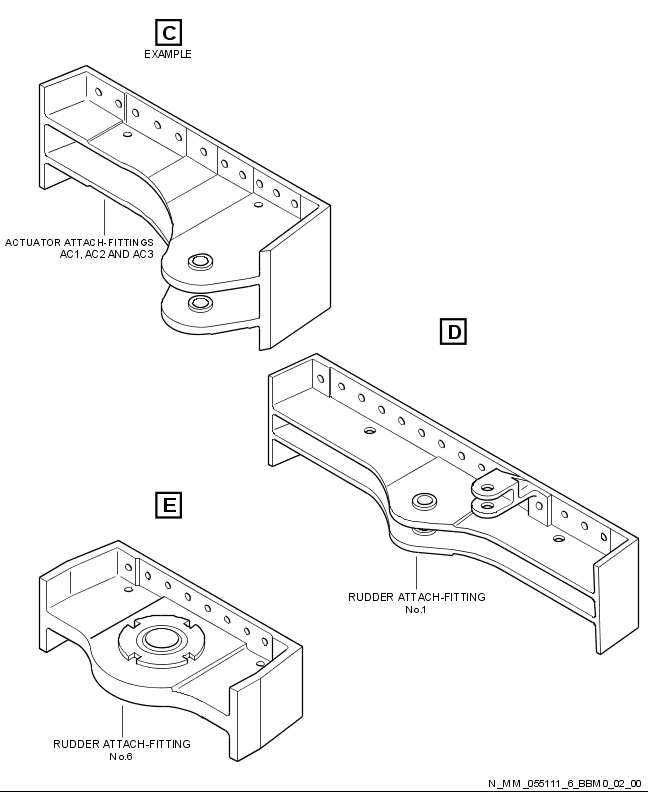 C
EXAMPLE
ACTUATOR ATTACH-FITTINGS
AC1, AC2 AND AC3
D
RUDDER ATTACH-FITTING
No.1
E
RUDDER ATTACH-FITTING
No.6
N_MM_055111_6_BBM0_02_00